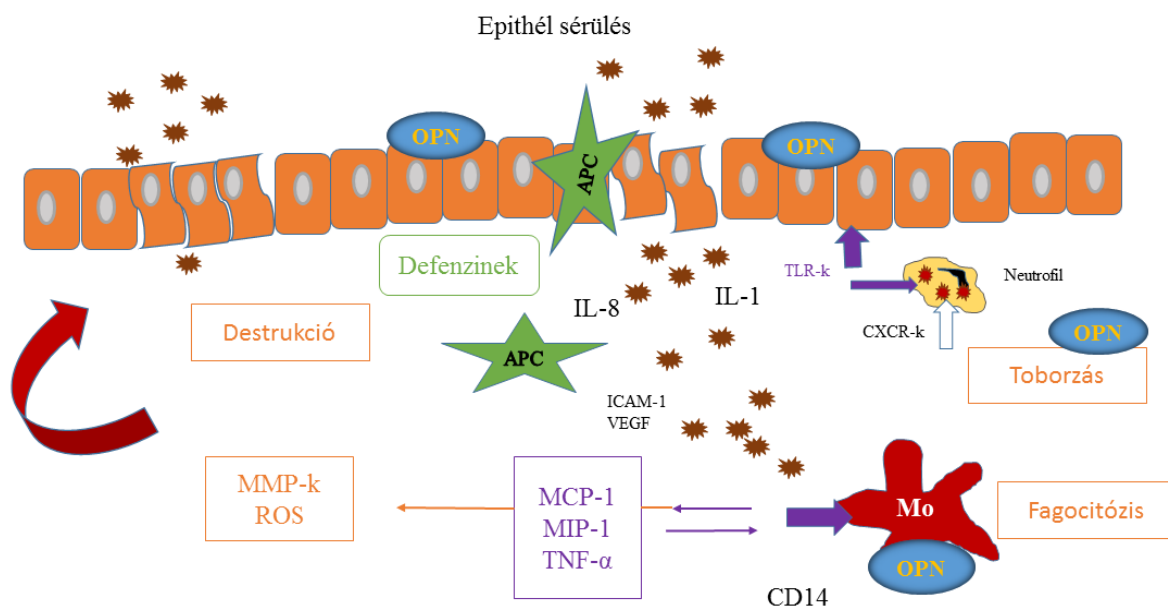 Epithél sérülés
OPN
APC
OPN
Defenzinek
TLR-k
Neutrofil
IL-8
IL-1
CXCR-k
OPN
Destrukció
APC
Toborzás
ICAM-1
VEGF
MMP-k
ROS
MCP-1
MIP-1
TNF-α
Mo
Fagocitózis
OPN
CD14